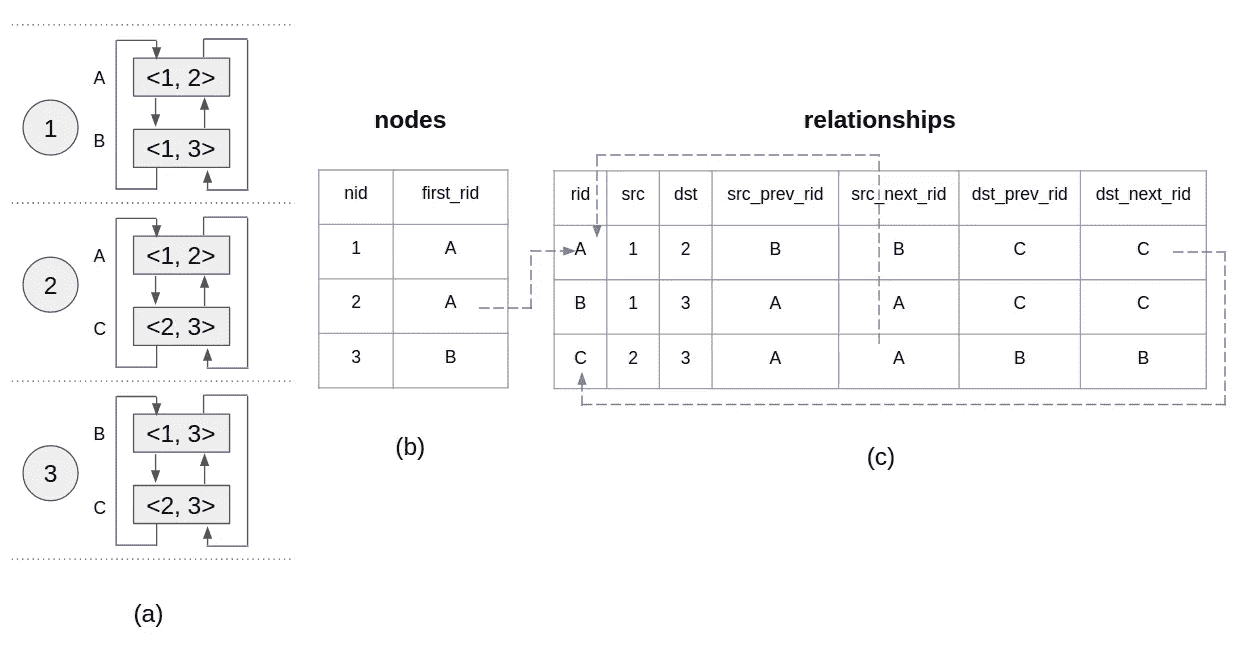 A
<1, 2>
1
B
<1, 3>
A
<1, 2>
2
C
<2, 3>
B
<1, 3>
3
C
<2, 3>
(a)
nodes
nid first_rid
1 A
2 A
3 B
(b)
relationships
rid src dst src_prev_rid src_next_rid dst_prev_rid dst_next_rid
A 1 2 B B C C
B 1 3 A A C C
C 2 3 A A B B
(c)